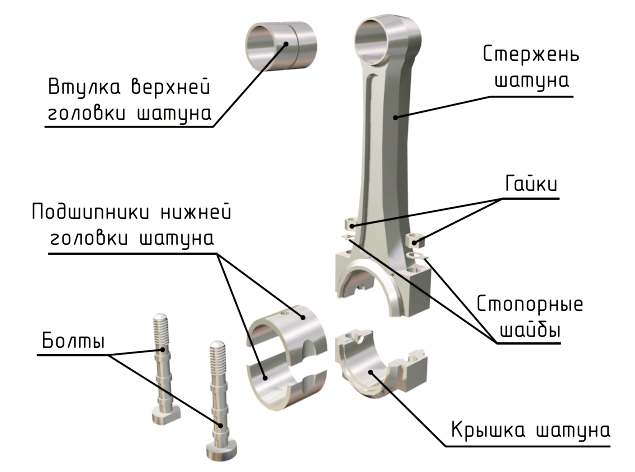 Втулка верхней
головки шатуна
Стержень
шатуна
Гайки
Подшипники нижней
головки шатуна
Стопорные
шайбы
Болты
Крышка шатуна